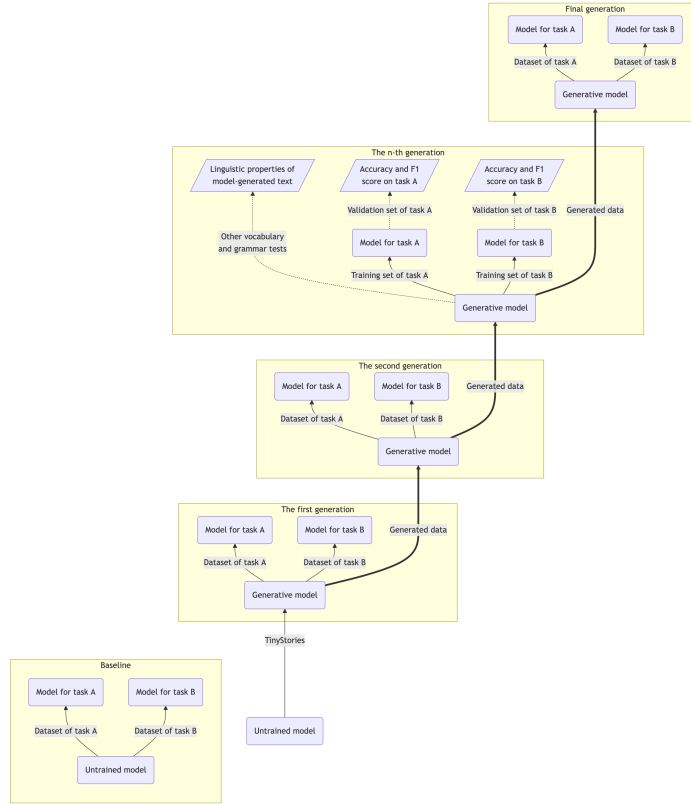 Final generation
Model for task A
Model for task B
Dataset of task A
Dataset of task B
Generative model
The n-th generation
Linguistic properties of
model-generated text
Accuracy and F1
score on task A
Accuracy and F1
score on task B
Validation set of task A
Validation set of task B
Generated data
Other vocabulary
and grammar tests
Model for task A
Model for task B
Training set of task A
Training set of task B
Generative model
The second generation
Model for task A
Model for task B
Generated data
Dataset of task A
Dataset of task B
Generative model
The first generation
Model for task A
Model for task B
Generated data
Dataset of task A
Dataset of task B
Generative model
TinyStories
Baseline
Model for task A
Model for task B
Dataset of task A
Dataset of task B
Untrained model
Untrained model